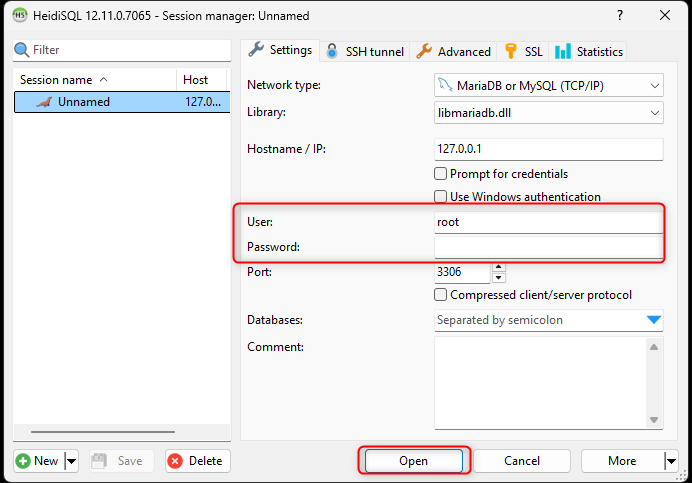 HeidiSQL 12.11.0.7065 - Session manager: Unnamed
Filter
Session name Host
Unnamed 127.0...
Settings SSH tunnel Advanced SSL Statistics
Network type: MariaDB or MySQL (TCP/IP)
Library: libmariadb.dll
Hostname / IP: 127.0.0.1
Prompt for credentials
Use Windows authentication
User: root
Password:
Port: 3306
Compressed client/server protocol
Databases: Separated by semicolon
Comment:
New Save Delete Open Cancel More